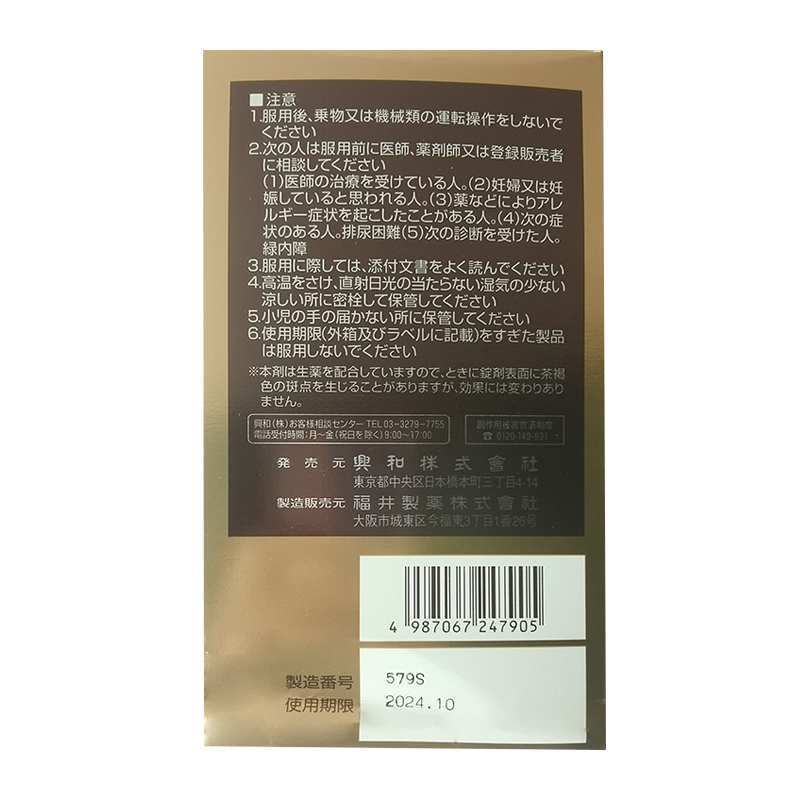 ■注意
1.服用後、乗物又は機械類の運転操作をしないで
ください
2.次の人は服用前に医師、薬剤師又は登録販売者
に相談してください
(1)医師の治療を受けている人。(2)妊婦又は妊
娠していると思われる人。(3)薬などによりアレ
ルギー症状を起こしたことがある人。(4)次の症
状のある人。排尿困難(5)次の診断を受けた人。
緑内障
3.服用に際しては、添付文書をよく読んでください
4.高温をさけ、直射日光の当たらない湿気の少ない
涼しい所に密栓して保管してください
5.小児の手の届かない所に保管してください
6.使用期限(外箱及びラベルに記載)をすぎた製品
は服用しないでください
※本剤は生薬を配合していますので、ときに錠剤表面に茶褐
色の斑点を生じることがありますが、効果には変わりあり
ません。
興和(株)お客様相談センター TEL 03-3279-7755
電話受付時間:月～金(祝日を除く)9:00～17:00
副作用被害救済制度
☎ 0120-149-931
発売元 興和株式會社
東京都中央区日本橋本町三丁目4-14
製造販売元 福井製薬株式會社
大阪市城東区今福東3丁目1番26号
4 987067 247905
製造番号 579S
使用期限 2024.10